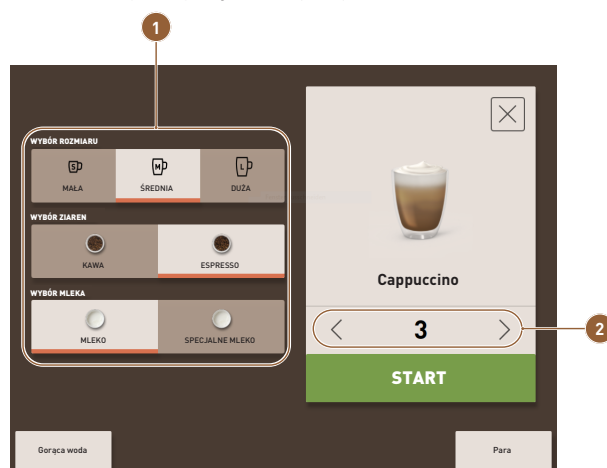 1
WYBÓR ROZMIARU
S
M
L
MAŁA
ŚREDNIA
DUŻA
WYBÓR ZIAREN
KAWA
ESPRESSO
WYBÓR MLEKA
MLEKO
SPECJALNE MLEKO
Cappuccino
3
2
START
Gorąca woda
Para